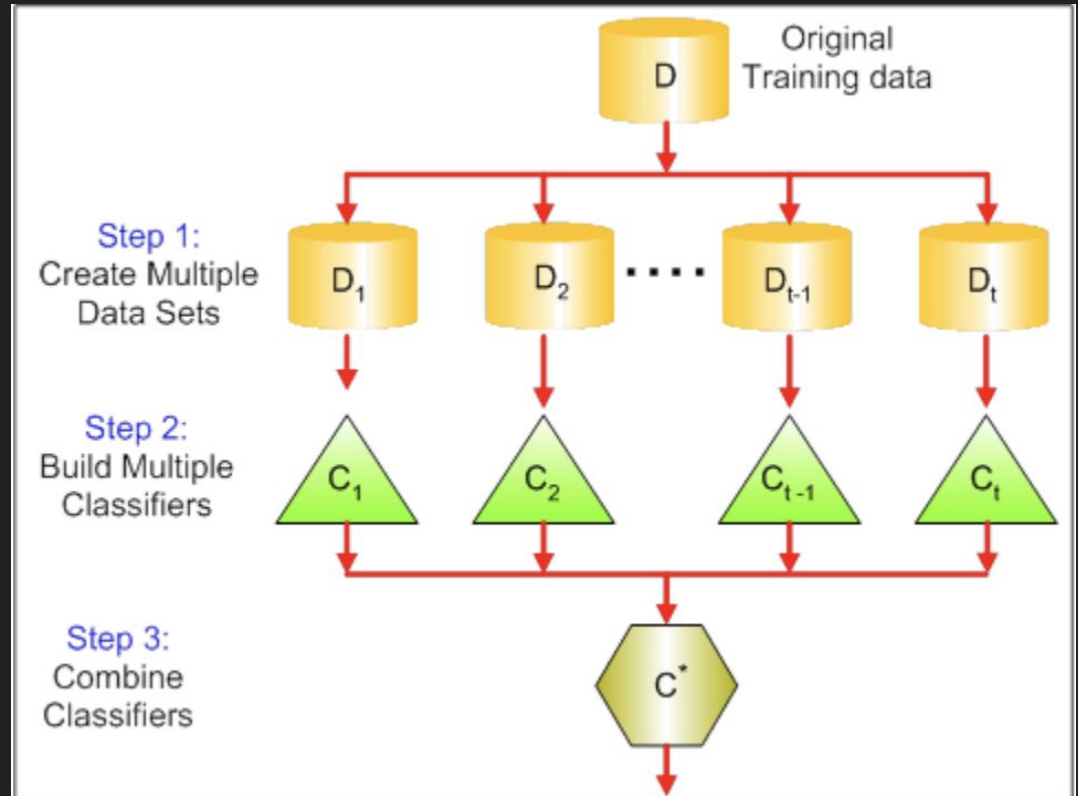 Original
Training data
D
Step 1:
Create Multiple
Data Sets
D1
D2
....
Dt-1
Dt
Step 2:
Build Multiple
Classifiers
C1
C2
Ct-1
Ct
Step 3:
Combine
Classifiers
C*